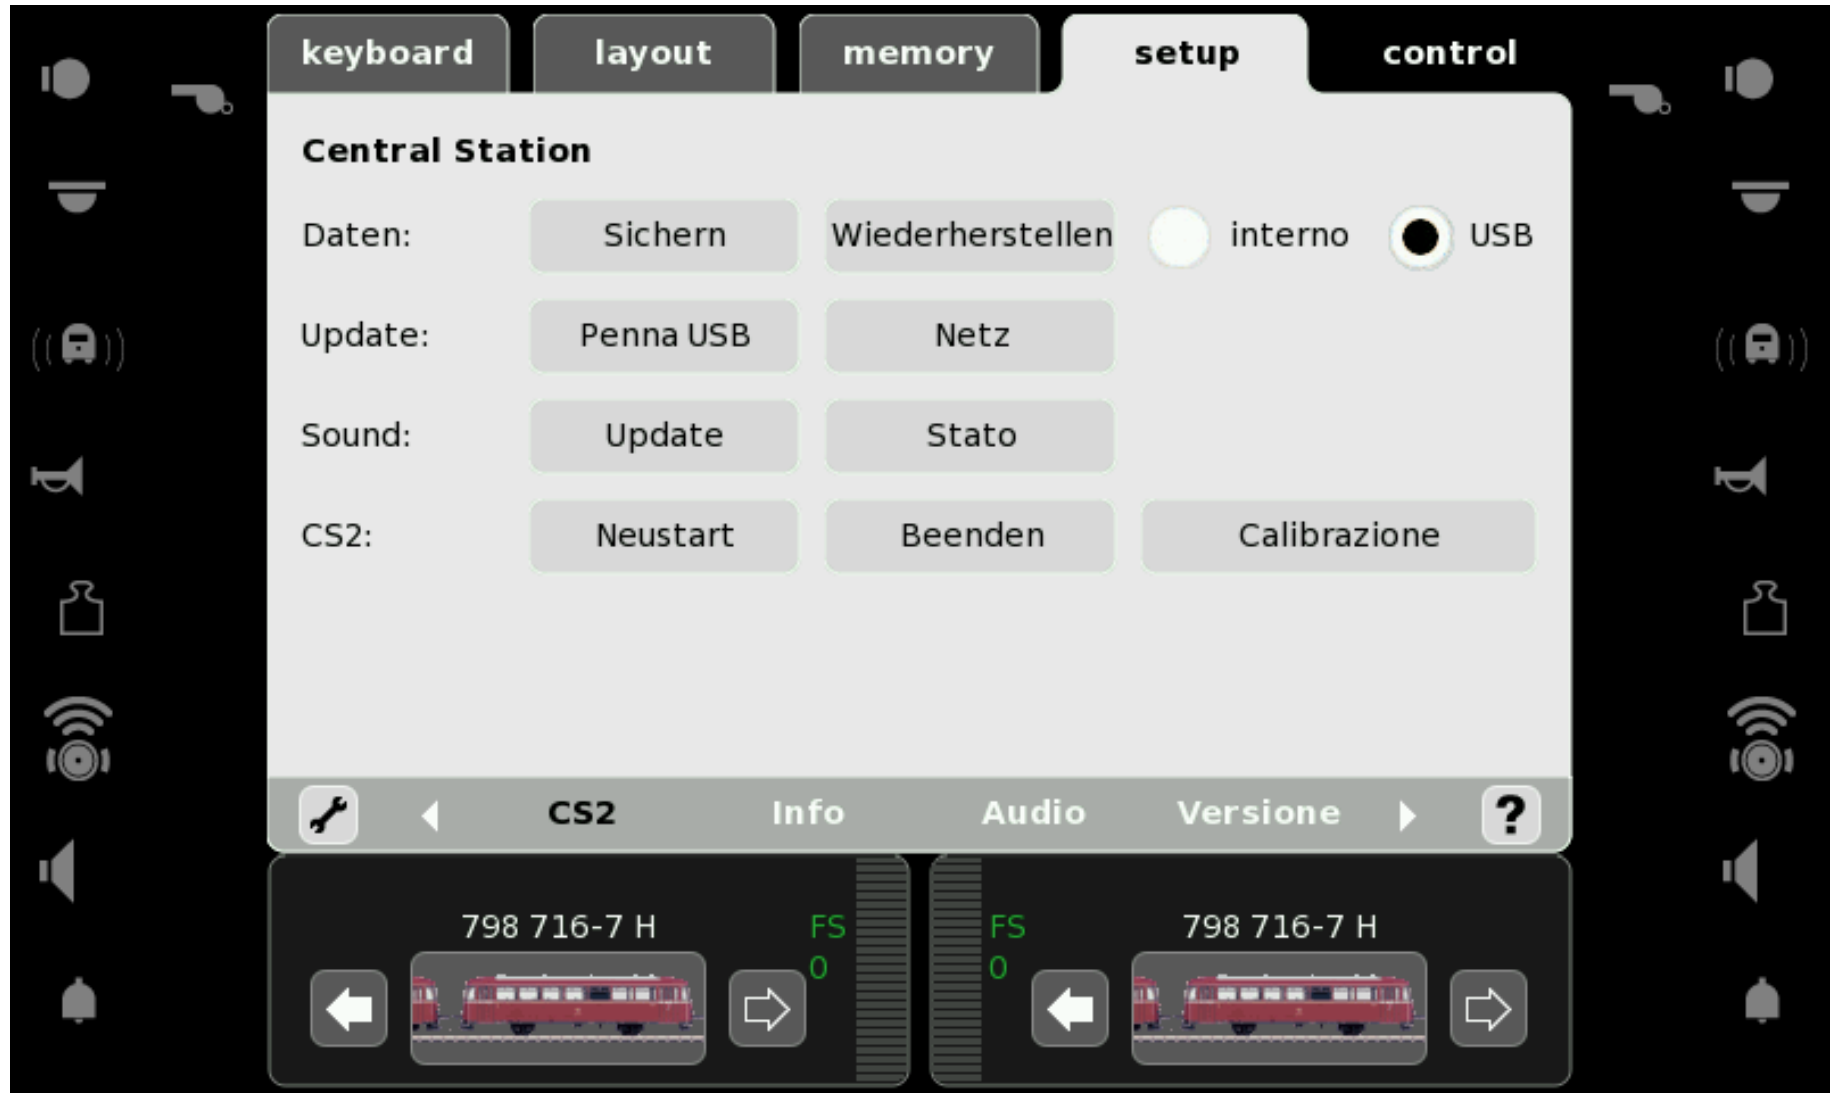 keyboard layout memory setup control
Central Station
Daten: Sichern Wiederherstellen interno USB
Update: Penna USB Netz
Sound: Update Stato
CS2: Neustart Beenden Calibrazione
CS2 Info Audio Versione ?
798 716-7 H FS FS 798 716-7 H
0 0